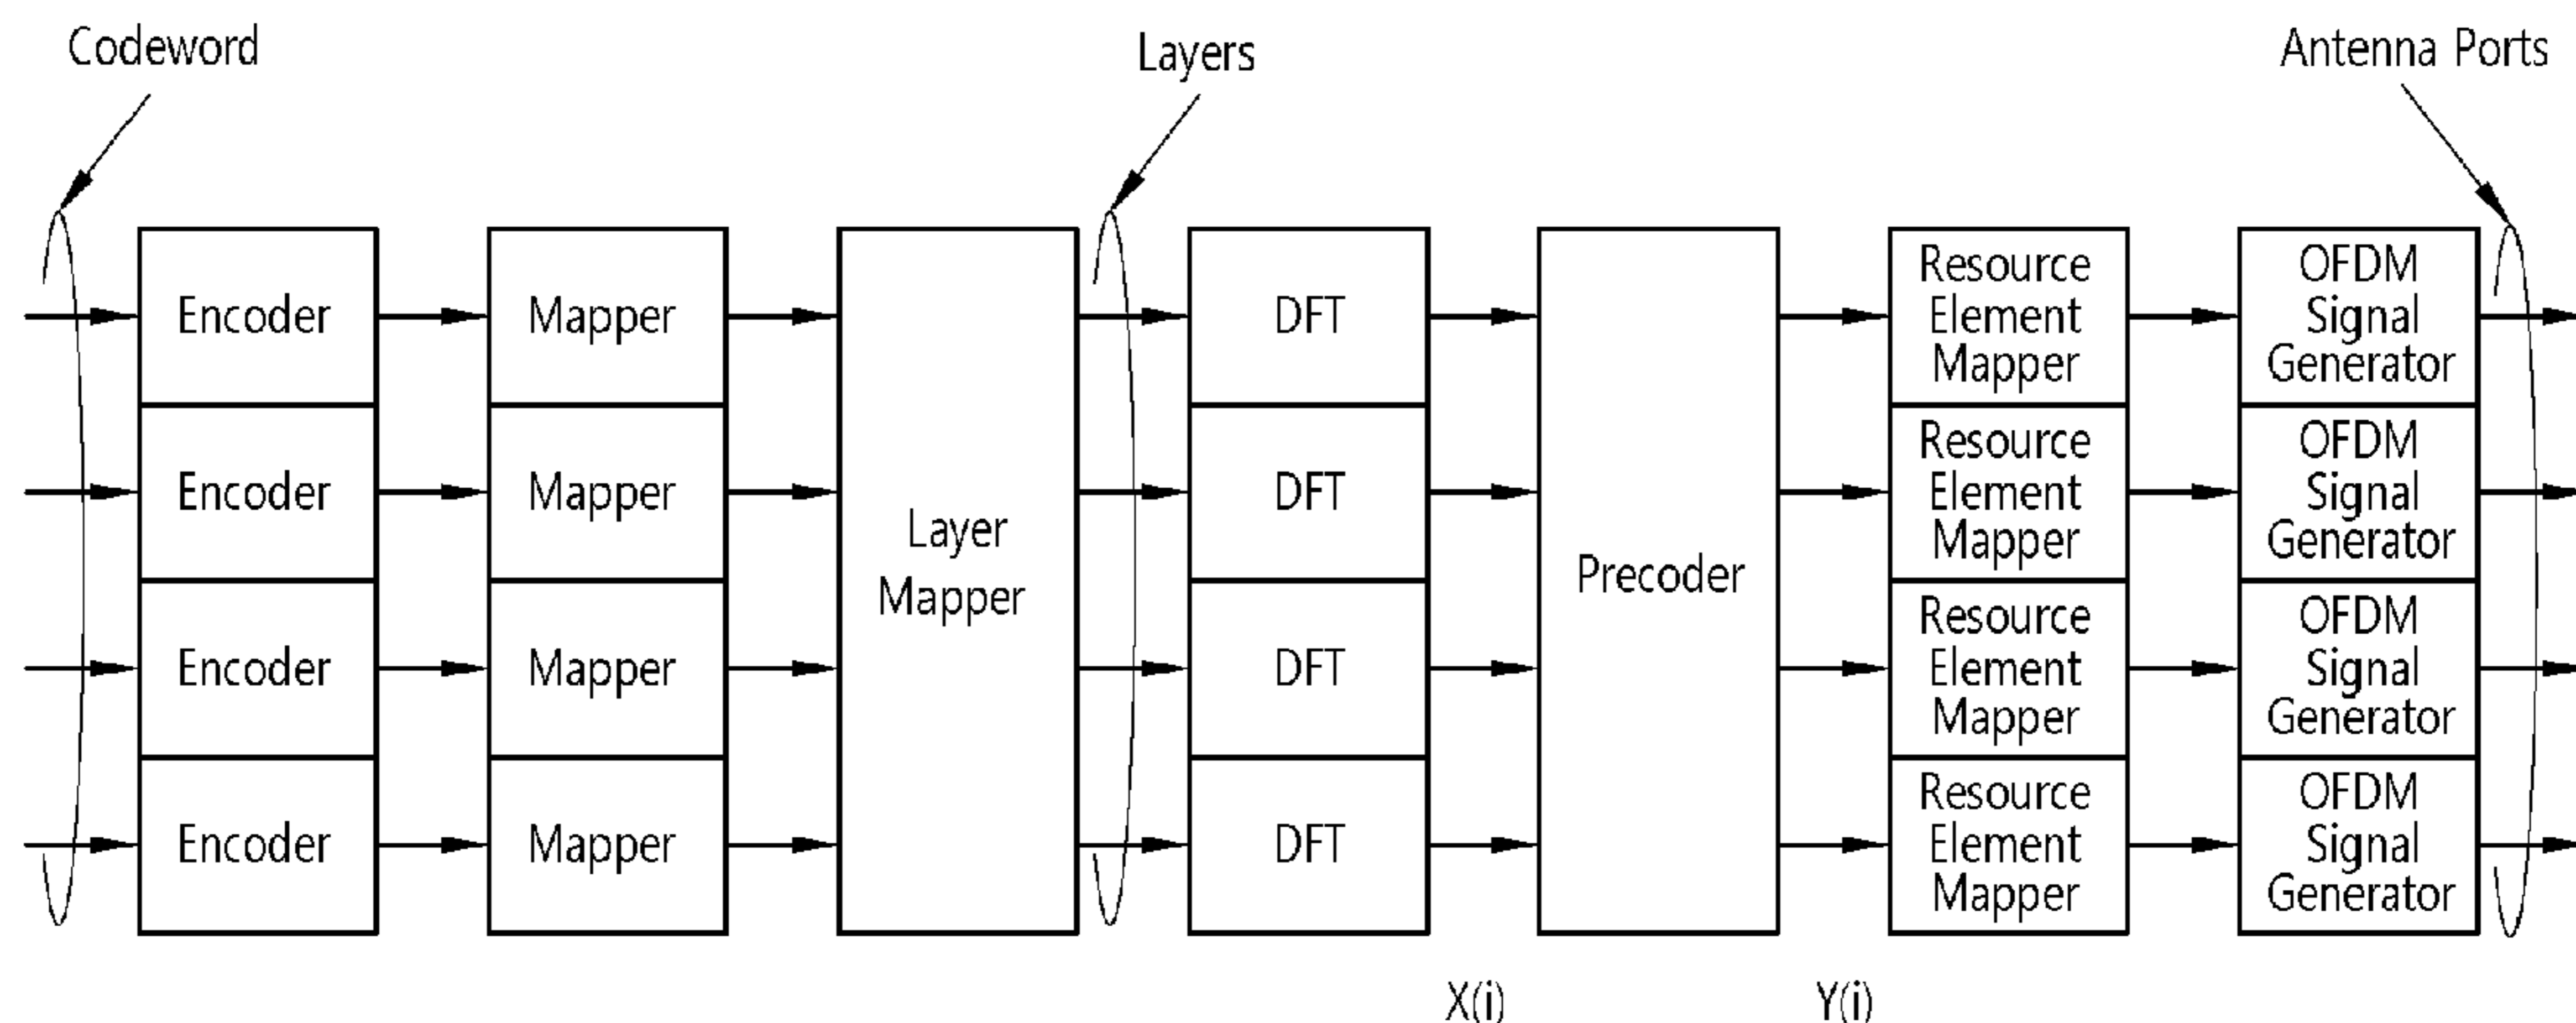 Codeword
Layers
Antenna Ports
Encoder
Mapper
DFT
Resource
Element
Mapper
OFDM
Signal
Generator
Encoder
Mapper
DFT
Resource
Element
Mapper
OFDM
Signal
Generator
Layer
Mapper
Precoder
Encoder
Mapper
DFT
Resource
Element
Mapper
OFDM
Signal
Generator
Encoder
Mapper
DFT
Resource
Element
Mapper
OFDM
Signal
Generator
X(i)
Y(i)